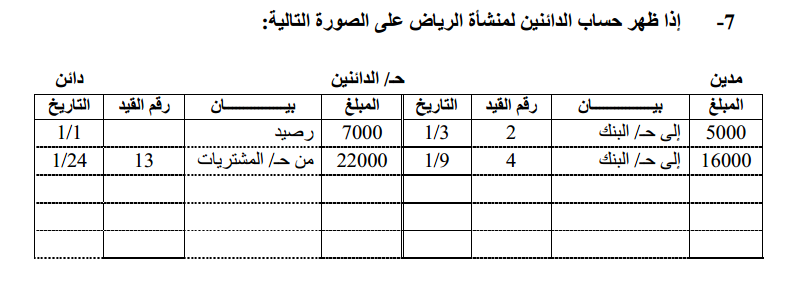 7- إذا ظهر حساب الدائنين لمنشأة الرياض على الصورة التالية:
مدين حـ/ الدائنين دائن
المبلغ بيــــــــــــــان رقم القيد التاريخ المبلغ بيــــــــــــــان رقم القيد التاريخ
5000 إلى حـ/ البنك 2 1/3 7000 رصيد 1/1
16000 إلى حـ/ البنك 4 1/9 22000 من حـ/ المشتريات 13 1/24